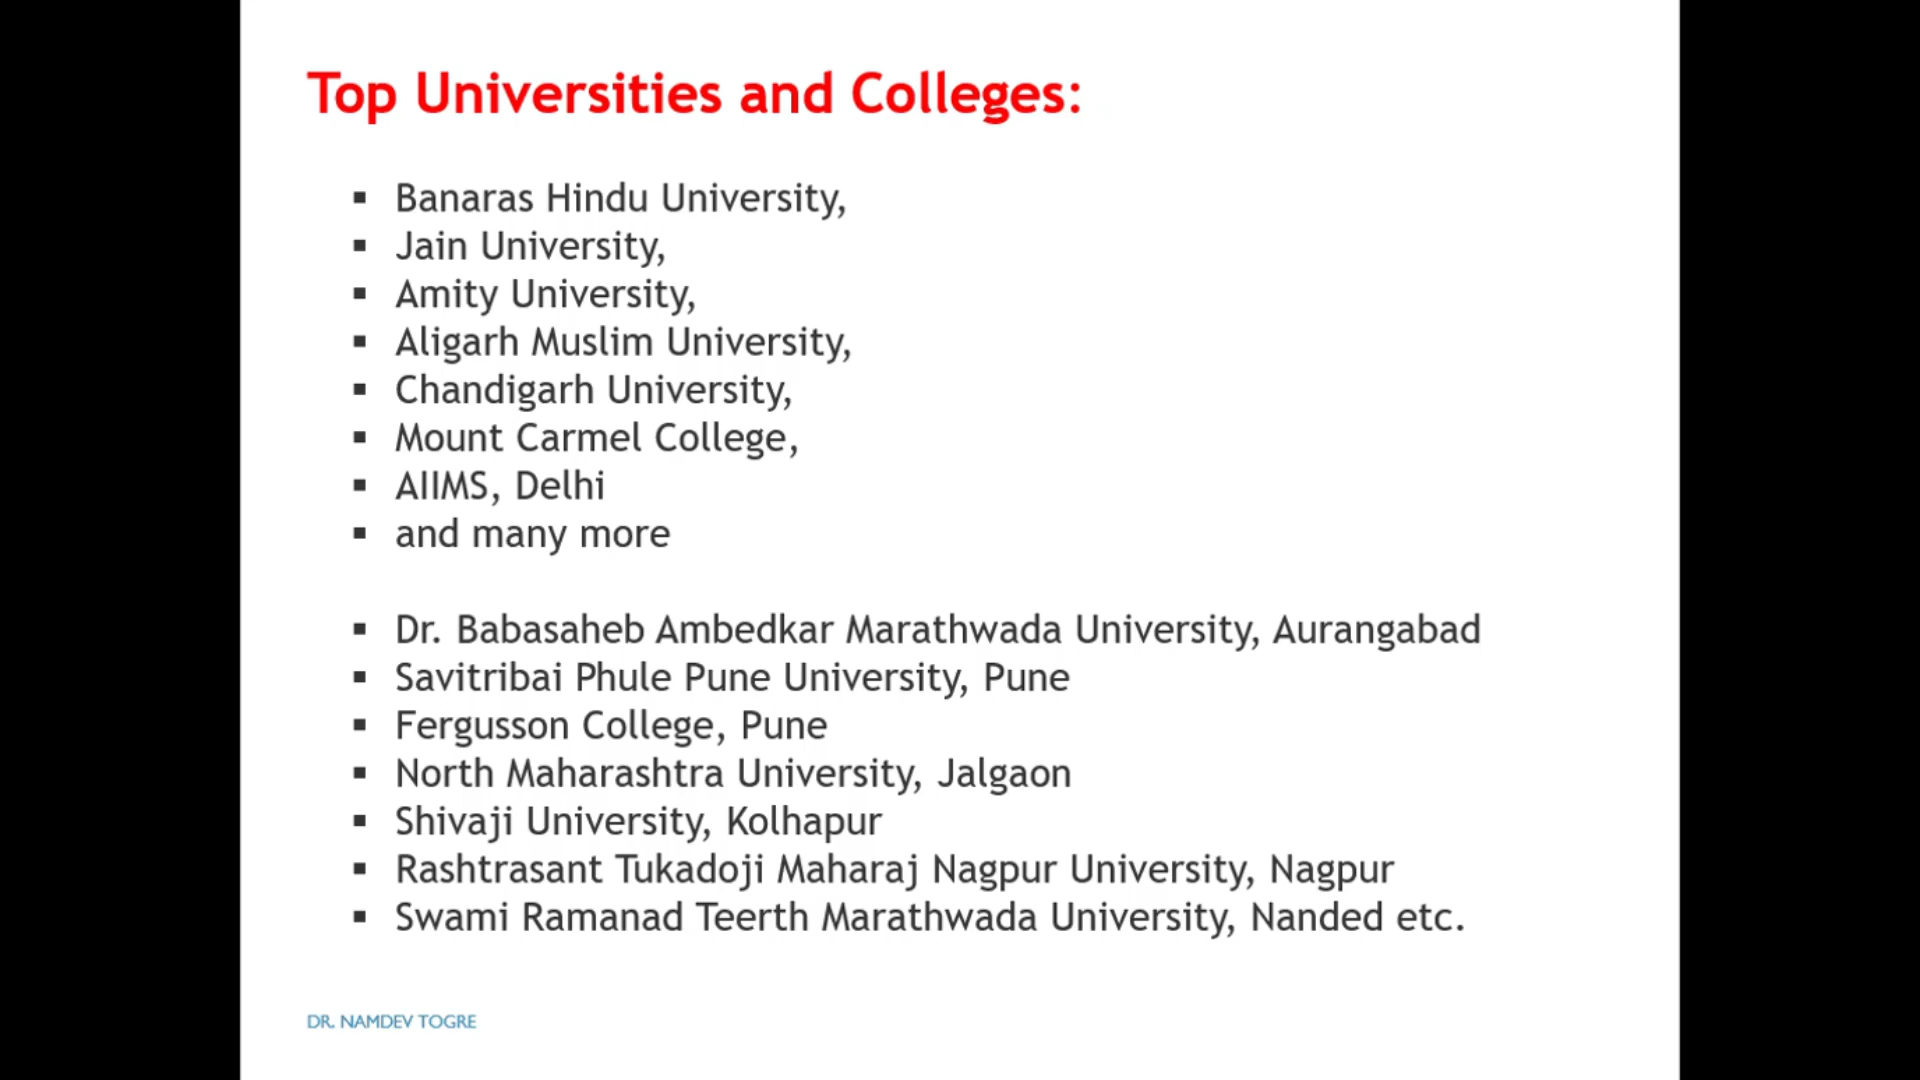 Top Universities and Colleges:
▪ Banaras Hindu University,
▪ Jain University,
▪ Amity University,
▪ Aligarh Muslim University,
▪ Chandigarh University,
▪ Mount Carmel College,
▪ AIIMS, Delhi
▪ and many more
▪ Dr. Babasaheb Ambedkar Marathwada University, Aurangabad
▪ Savitribai Phule Pune University, Pune
▪ Fergusson College, Pune
▪ North Maharashtra University, Jalgaon
▪ Shivaji University, Kolhapur
▪ Rashtrasant Tukadoji Maharaj Nagpur University, Nagpur
▪ Swami Ramanad Teerth Marathwada University, Nanded etc.
DR. NAMDEV TOGRE